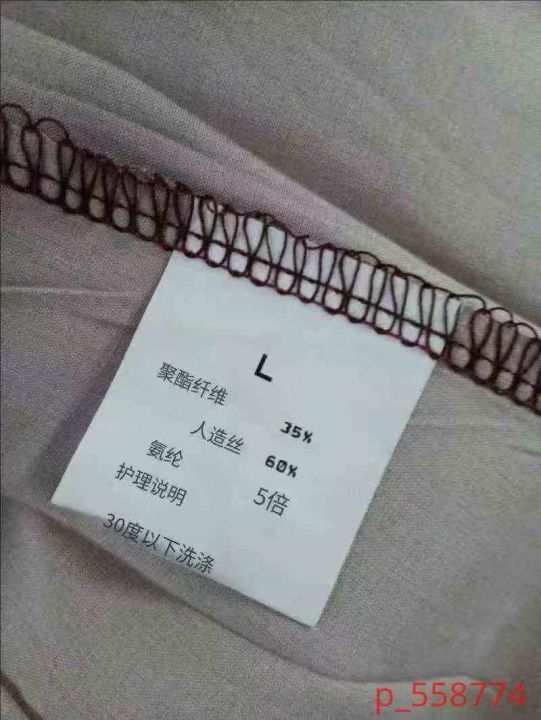 L
聚酯纤维 35%
人造丝 60%
氨纶 5倍
护理说明
30度以下洗涤
p_558774